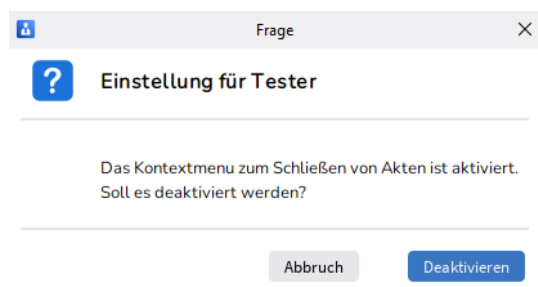 Frage
Einstellung für Tester
Das Kontextmenu zum Schließen von Akten ist aktiviert.
Soll es deaktiviert werden?
Abbruch
Deaktivieren